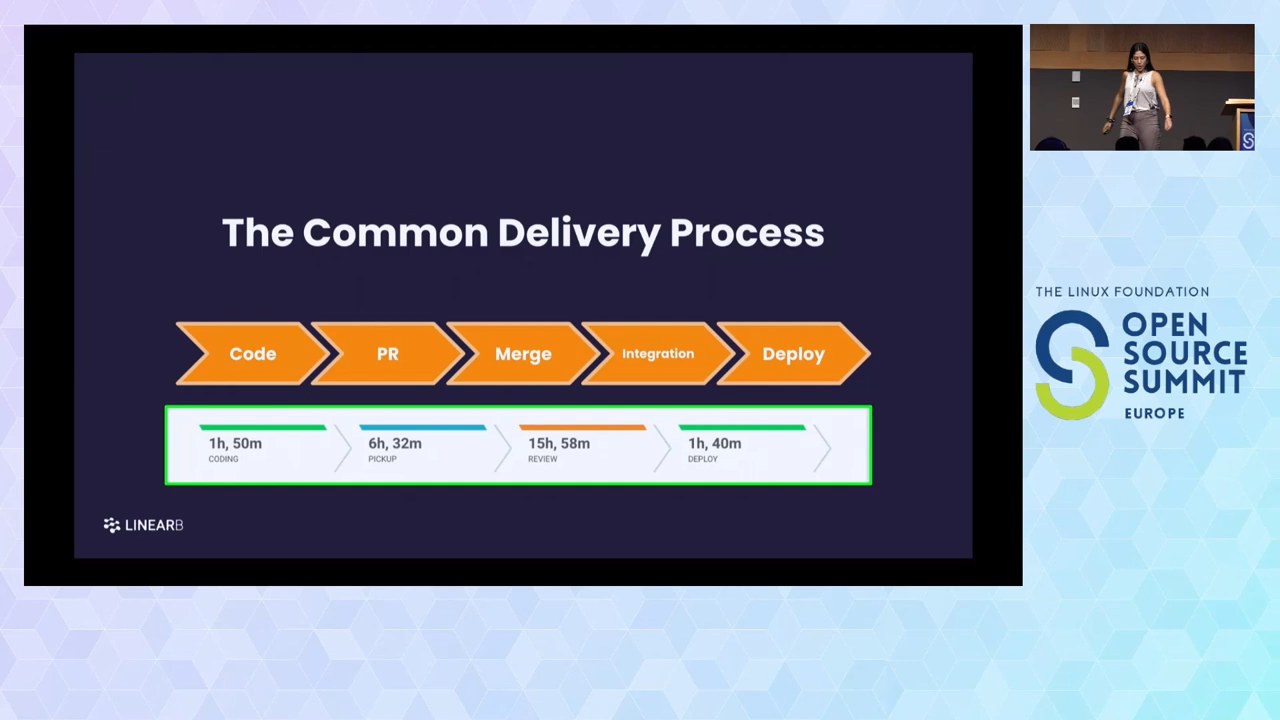 The Common Delivery Process
Code
PR
Merge
Integration
Deploy
1h, 50m
CODING
6h, 32m
PICKUP
15h, 58m
REVIEW
1h, 40m
DEPLOY
LINEARB
THE LINUX FOUNDATION
OPEN
SOURCE
SUMMIT
EUROPE